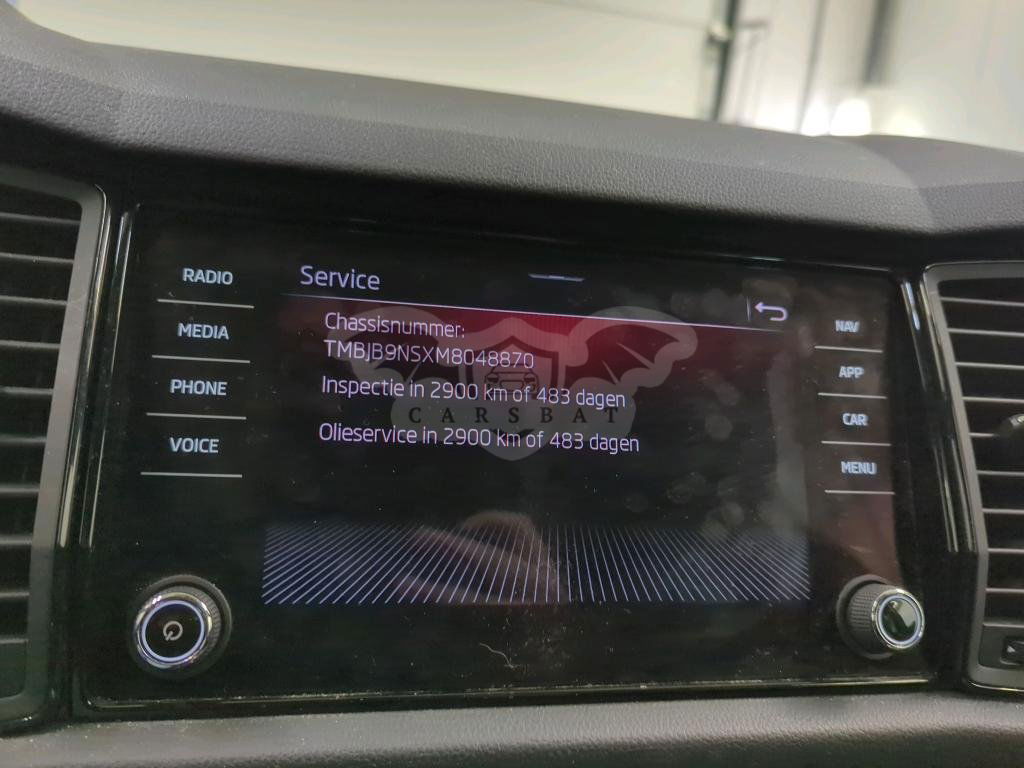 RADIO
MEDIA
PHONE
VOICE
Service
Chassisnummer:
TMBJB9NSXM8048870
Inspectie in 2900 km of 483 dagen
Olieservice in 2900 km of 483 dagen
CARSBAT
NAV
APP
CAR
MENU